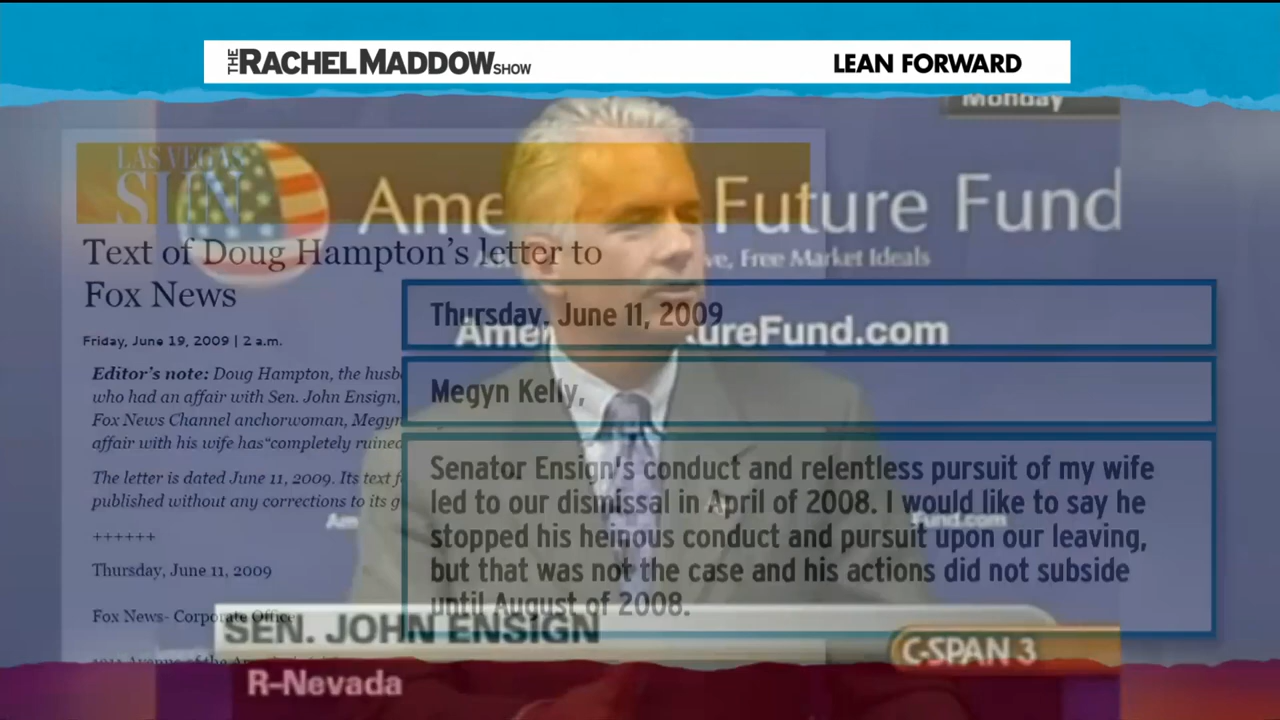 THE RACHEL MADDOW SHOW
LEAN FORWARD
Monday
LAS VEGAS
SUN
Ame Future Fund
ve, Free Market Ideals
Text of Doug Hampton's letter to
Fox News
Friday, June 19, 2009 | 2 a.m.
Editor's note: Doug Hampton, the husb
who had an affair with Sen. John Ensign,
Fox News Channel anchorwoman, Megyn
affair with his wife has "completely ruined
The letter is dated June 11, 2009. Its text f
published without any corrections to its g
++++++
Thursday, June 11, 2009
Fox News- Corporate Office
Thursday, June 11, 2009
Ame ureFund.com
Megyn Kelly,
Senator Ensign's conduct and relentless pursuit of my wife
led to our dismissal in April of 2008. I would like to say he
stopped his heinous conduct and pursuit upon our leaving,
but that was not the case and his actions did not subside
until August of 2008.
Am Fund.com
SEN. JOHN ENSIGN
R-Nevada
C-SPAN 3